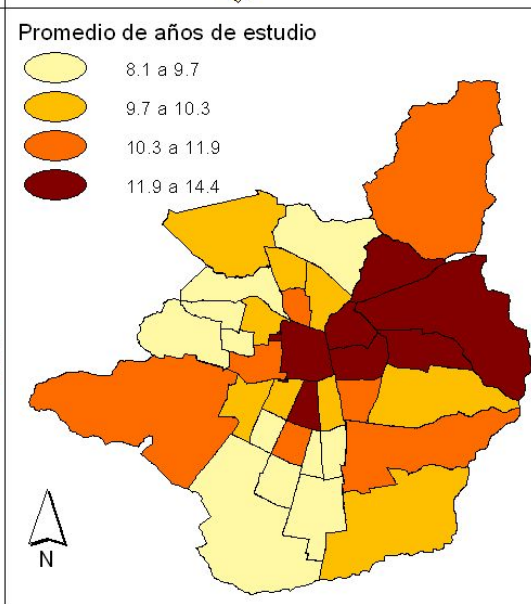 Promedio de años de estudio
8.1 a 9.7
9.7 a 10.3
10.3 a 11.9
11.9 a 14.4
N